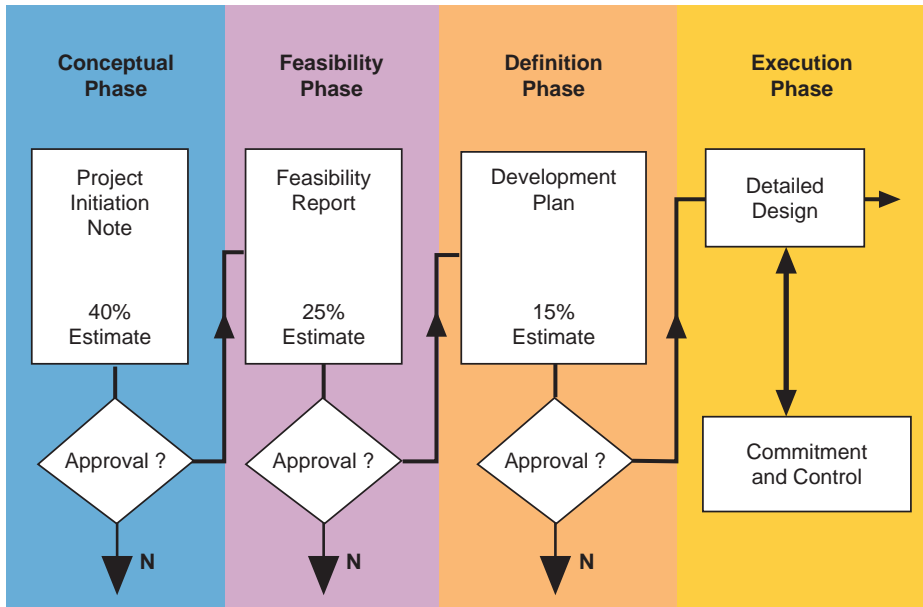 Conceptual
Phase
Feasibility
Phase
Definition
Phase
Execution
Phase
Project
Initiation
Note
40%
Estimate
Feasibility
Report
25%
Estimate
Development
Plan
15%
Estimate
Detailed
Design
Approval ?
Approval ?
Approval ?
Commitment
and Control
N
N
N